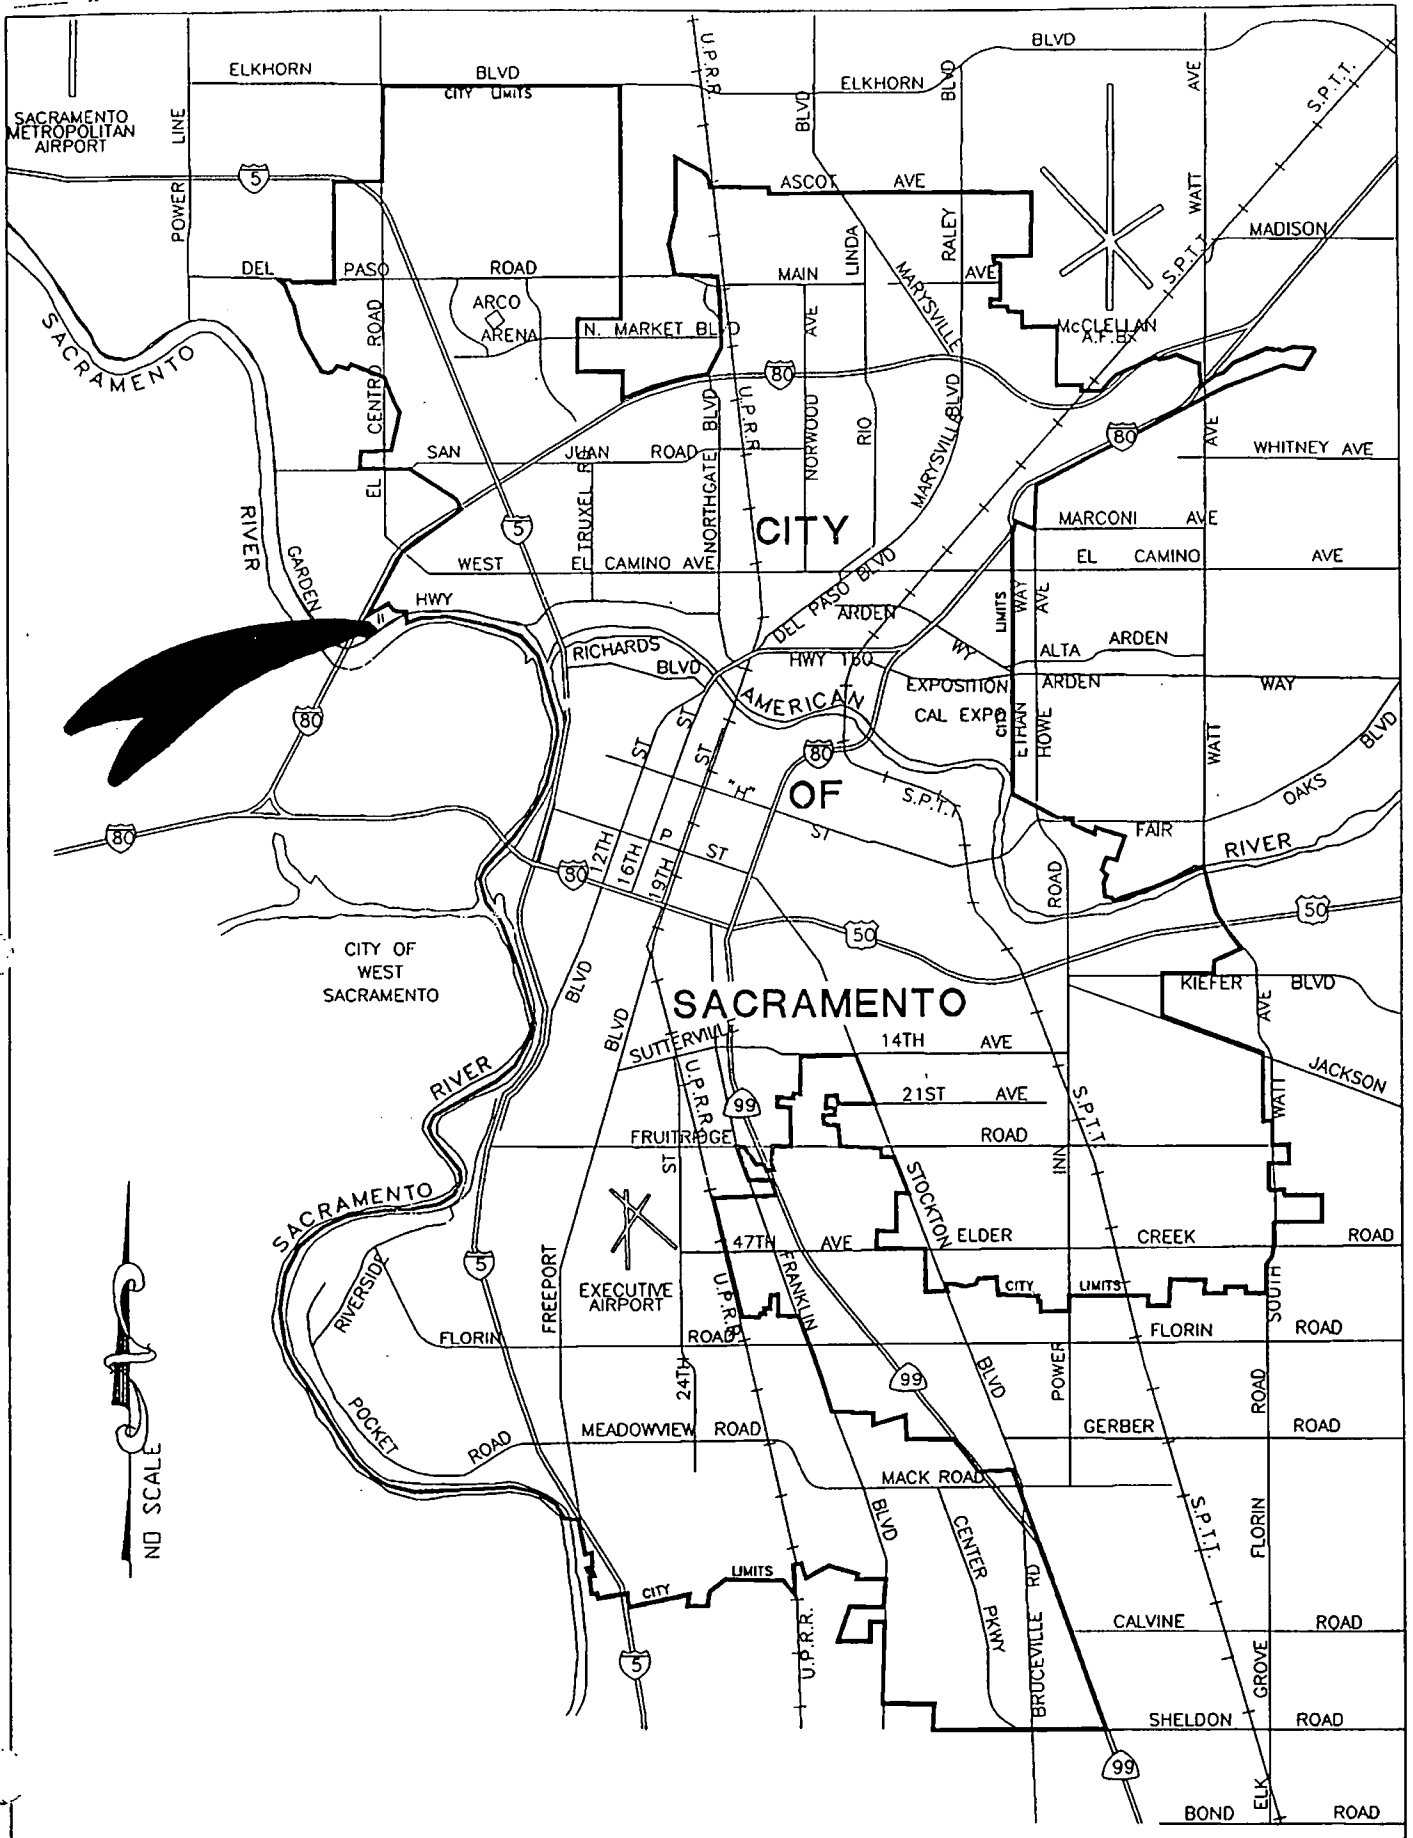 BLVD
ELKHORN
BLVD
CITY LIMITS
U.P.R.R.
BLVD
ELKHORN
BLVD
AVE
S.P.T.T.
SACRAMENTO
METROPOLITAN
AIRPORT
POWER LINE
5
ASCOT AVE
LINDA
RALEY
WATT
MADISON
DEL PASO ROAD
MAIN AVE
S.P.T.T.
MARYSVILLE
ARCO
ARENA
N. MARKET BLVD
AVE
McCLELLAN
SACRAMENTO
EL CENTRO ROAD
80
BLVD
U.P.R.R.
NORWOOD
RIO
MARYSVILLE BLVD
80
AVE
WHITNEY AVE
SAN JUAN ROAD
TRUXEL RD
NORTHGATE
RIVER
GARDEN
HWY
5
CITY
MARCONI AVE
WEST EL CAMINO AVE
EL CAMINO AVE
DEL PASO BLVD
ARDEN
WY
CITY LIMITS
ETHAN WAY
HOWE AVE
ALTA ARDEN
RICHARDS
BLVD
HWY 160
EXPOSITION
ARDEN WAY
CAL EXPO
AMERICAN
80
ST
ST
ST
80
"H" ST
OF
S.P.T.T.
WATT
OAKS
BLVD
FAIR
RIVER
80
80
12TH
16TH
19TH
P ST
ROAD
50
50
CITY OF
WEST
SACRAMENTO
BLVD
BLVD
SACRAMENTO
KIEFER BLVD
AVE
SUTTERVILLE
14TH AVE
JACKSON
RIVER
U.P.R.R.
99
21ST AVE
S.P.T.T.
WATT
FRUITRIDGE
ROAD
ST
INN
STOCKTON
SACRAMENTO
47TH AVE
ELDER CREEK ROAD
5
RIVERSIDE
FREEPORT
EXECUTIVE
AIRPORT
U.P.R.R.
FRANKLIN
CITY LIMITS
SOUTH
FLORIN
ROAD
FLORIN ROAD
24TH
99
BLVD
POWER
ROAD
POCKET
ROAD
MEADOWVIEW ROAD
GERBER ROAD
MACK ROAD
NO SCALE
BLVD
CENTER
PKWY
S.P.T.T.
FLORIN
CITY
LIMITS
U.P.R.R.
BRUCEVILLE RD
CALVINE ROAD
5
GROVE
SHELDON ROAD
99
ELK
BOND ROAD